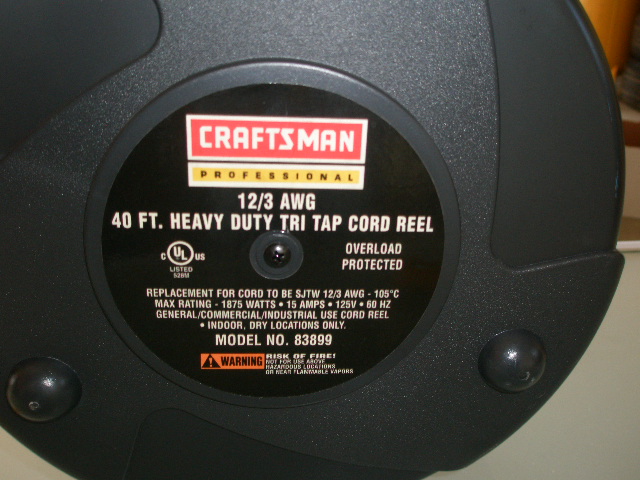 CRAFTSMAN
PROFESSIONAL
12/3 AWG
40 FT. HEAVY DUTY TRI TAP CORD REEL
C UL US
LISTED
528M
OVERLOAD
PROTECTED
REPLACEMENT FOR CORD TO BE SJTW 12/3 AWG - 105°C
MAX RATING - 1875 WATTS • 15 AMPS • 125V • 60 HZ
GENERAL/COMMERCIAL/INDUSTRIAL USE CORD REEL
• INDOOR, DRY LOCATIONS ONLY.
MODEL NO. 83899
WARNING
RISK OF FIRE!
NOT FOR USE ABOVE
HAZARDOUS LOCATIONS
OR NEAR FLAMMABLE VAPORS